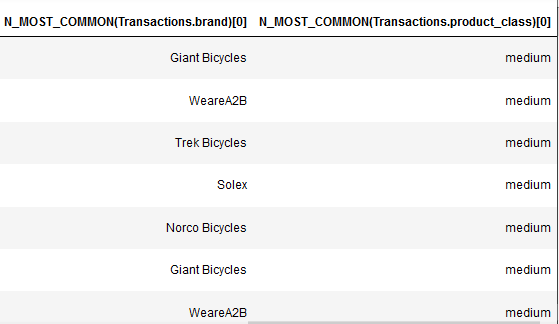 N_MOST_COMMON(Transactions.brand)[0] N_MOST_COMMON(Transactions.product_class)[0]
Giant Bicycles medium
WeareA2B medium
Trek Bicycles medium
Solex medium
Norco Bicycles medium
Giant Bicycles medium
WeareA2B medium